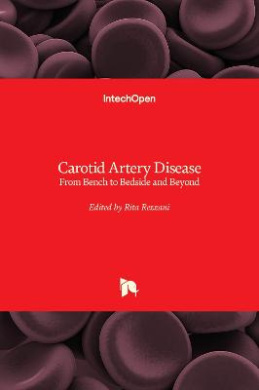 IntechOpen
Carotid Artery Disease
From Bench to Bedside and Beyond
Edited by Rita Rezzani